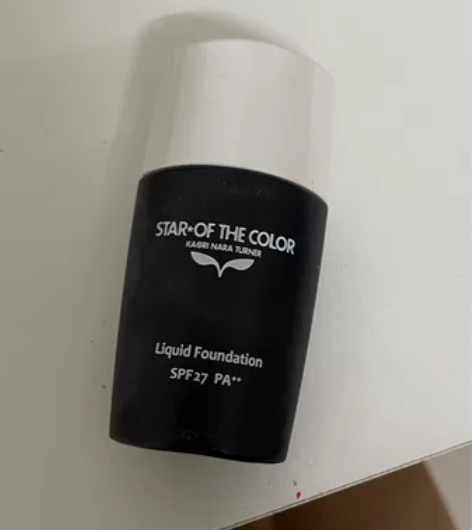 STAR★OF THE COLOR
KAORI NARA TURNER
Liquid Foundation
SPF27 PA++